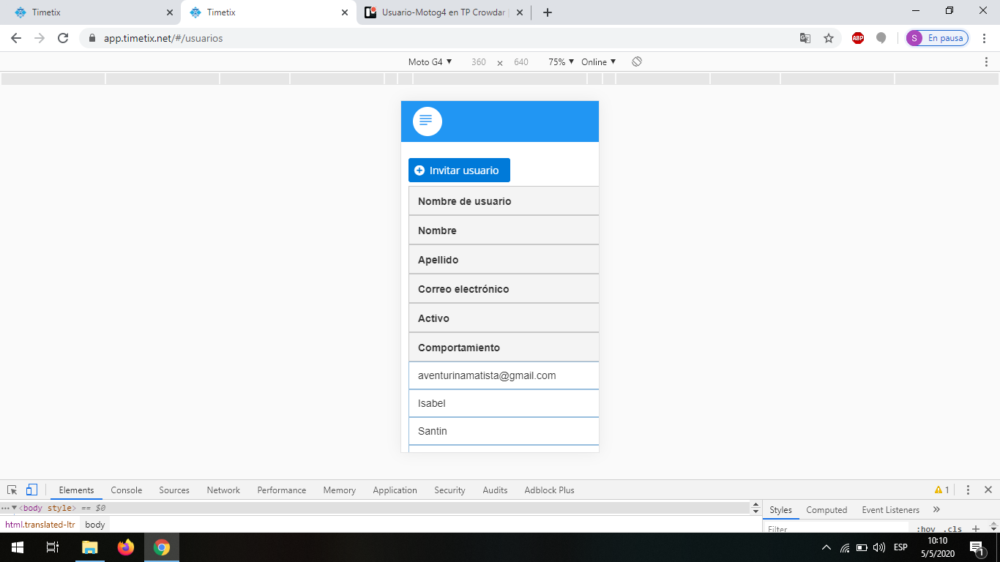 Timetix
Timetix
Usuario-Motog4 en TP Crowdar
app.timetix.net/#/usuarios
ABP
S
En pausa
Moto G4 ▼
360 × 640
75% ▼
Online ▼
Invitar usuario
Nombre de usuario
Nombre
Apellido
Correo electrónico
Activo
Comportamiento
aventurinamatista@gmail.com
Isabel
Santin
Elements Console Sources Network Performance Memory Application Security Audits Adblock Plus
1
<body style> == $0
Styles Computed Event Listeners »
html.translated-ltr body
Filter :hov .cls +
ESP
10:10
5/5/2020
1